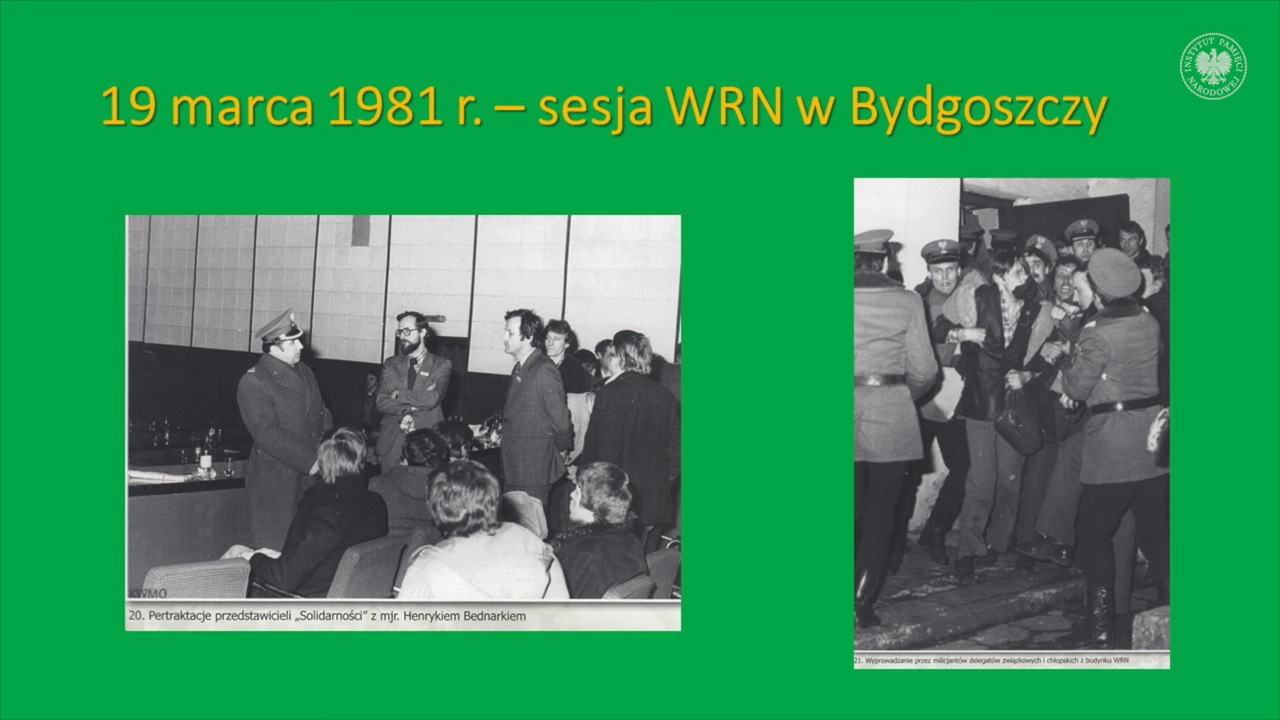 19 marca 1981 r. – sesja WRN w Bydgoszczy
INSTYTUT PAMIĘCI NARODOWEJ
KWMO
20. Pertraktacje przedstawicieli „Solidarności” z mjr. Henrykiem Bednarkiem
21. Wyprowadzanie przez milicjantów delegatów związkowych i chłopskich z budynku WRN